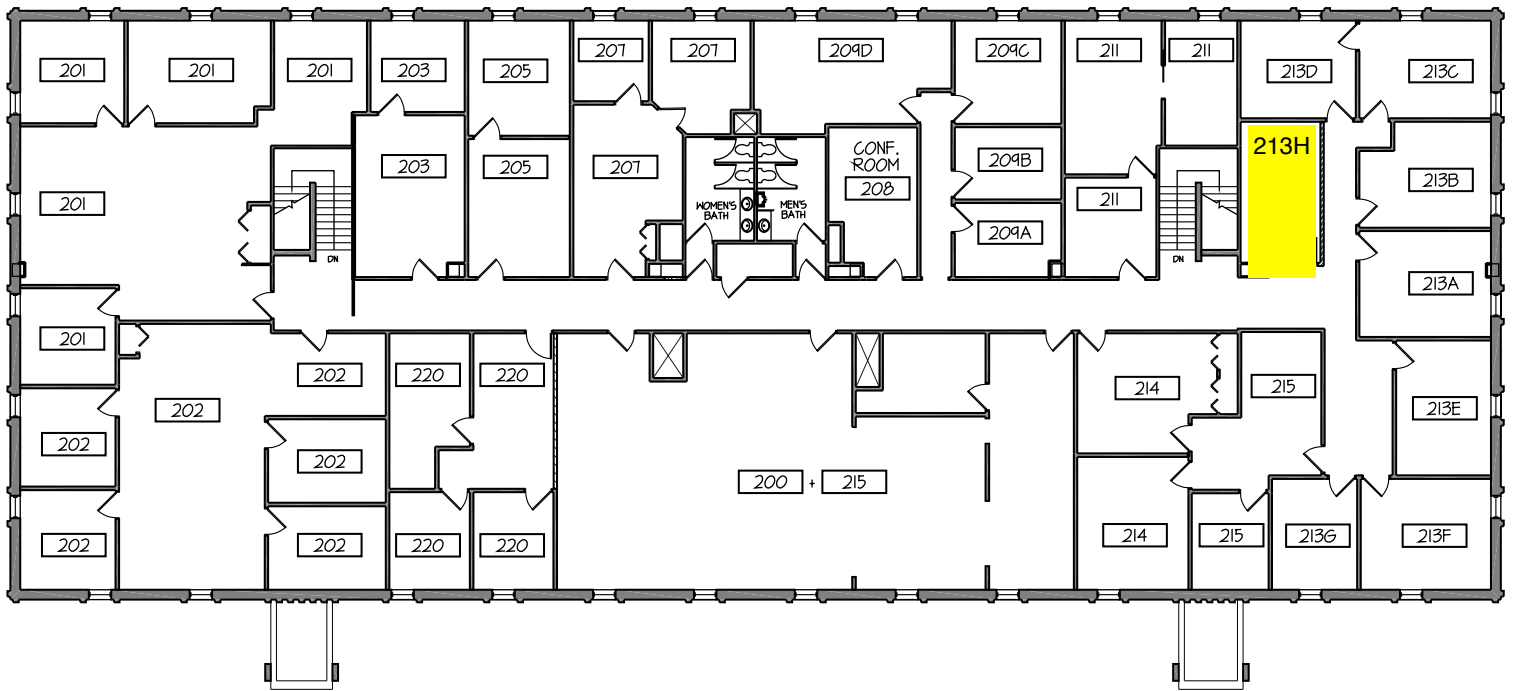 207
207
209D
209C
211
211
201
201
201
203
205
213D
213C
CONF.
ROOM
208
213H
209B
203
205
207
213B
211
201
WOMEN'S
BATH
MEN'S
BATH
209A
DN
DN
213A
201
202
220
220
214
215
202
213E
202
202
200 + 215
202
202
220
220
214
215
213G
213F